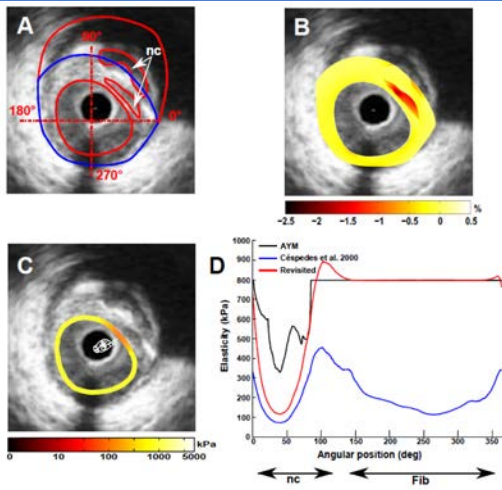 A
90°
nc
180°
0°
270°
B
%
-2.5 -2 -1.5 -1 -0.5 0 0.5
C
kPa
0 10 100 1000 5000
D
AYM
Céspedes et al. 2000
Revisited
Elasticity (kPa)
1000
900
800
700
600
500
400
300
200
100
0
0 50 100 150 200 250 300 350
Angular position (deg)
nc Fib